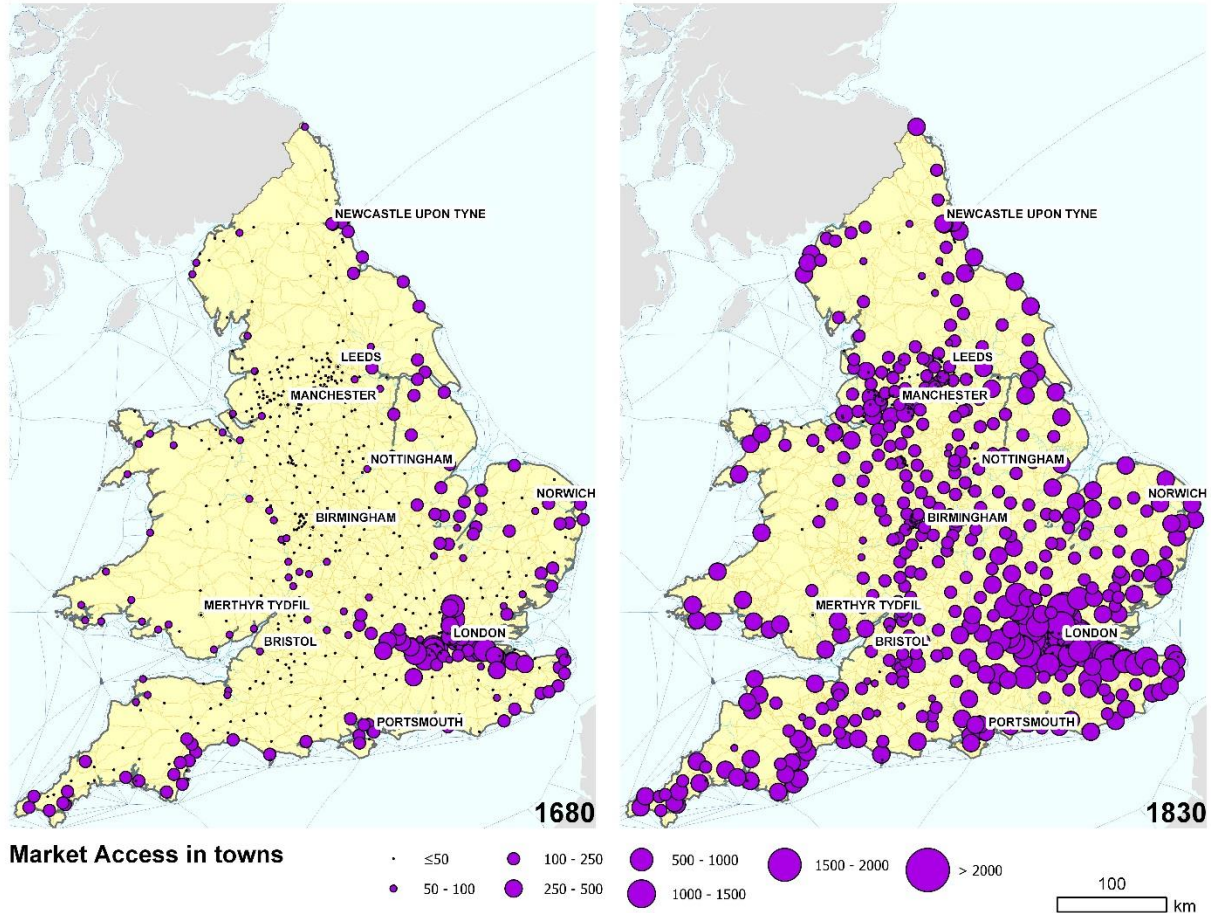 NEWCASTLE UPON TYNE
LEEDS
MANCHESTER
NOTTINGHAM
NORWICH
BIRMINGHAM
MERTHYR TYDFIL
LONDON
BRISTOL
PORTSMOUTH
1680
NEWCASTLE UPON TYNE
LEEDS
MANCHESTER
NOTTINGHAM
NORWICH
BIRMINGHAM
MERTHYR TYDFIL
LONDON
BRISTOL
PORTSMOUTH
1830
Market Access in towns
≤50
50 - 100
100 - 250
250 - 500
500 - 1000
1000 - 1500
1500 - 2000
> 2000
100
km